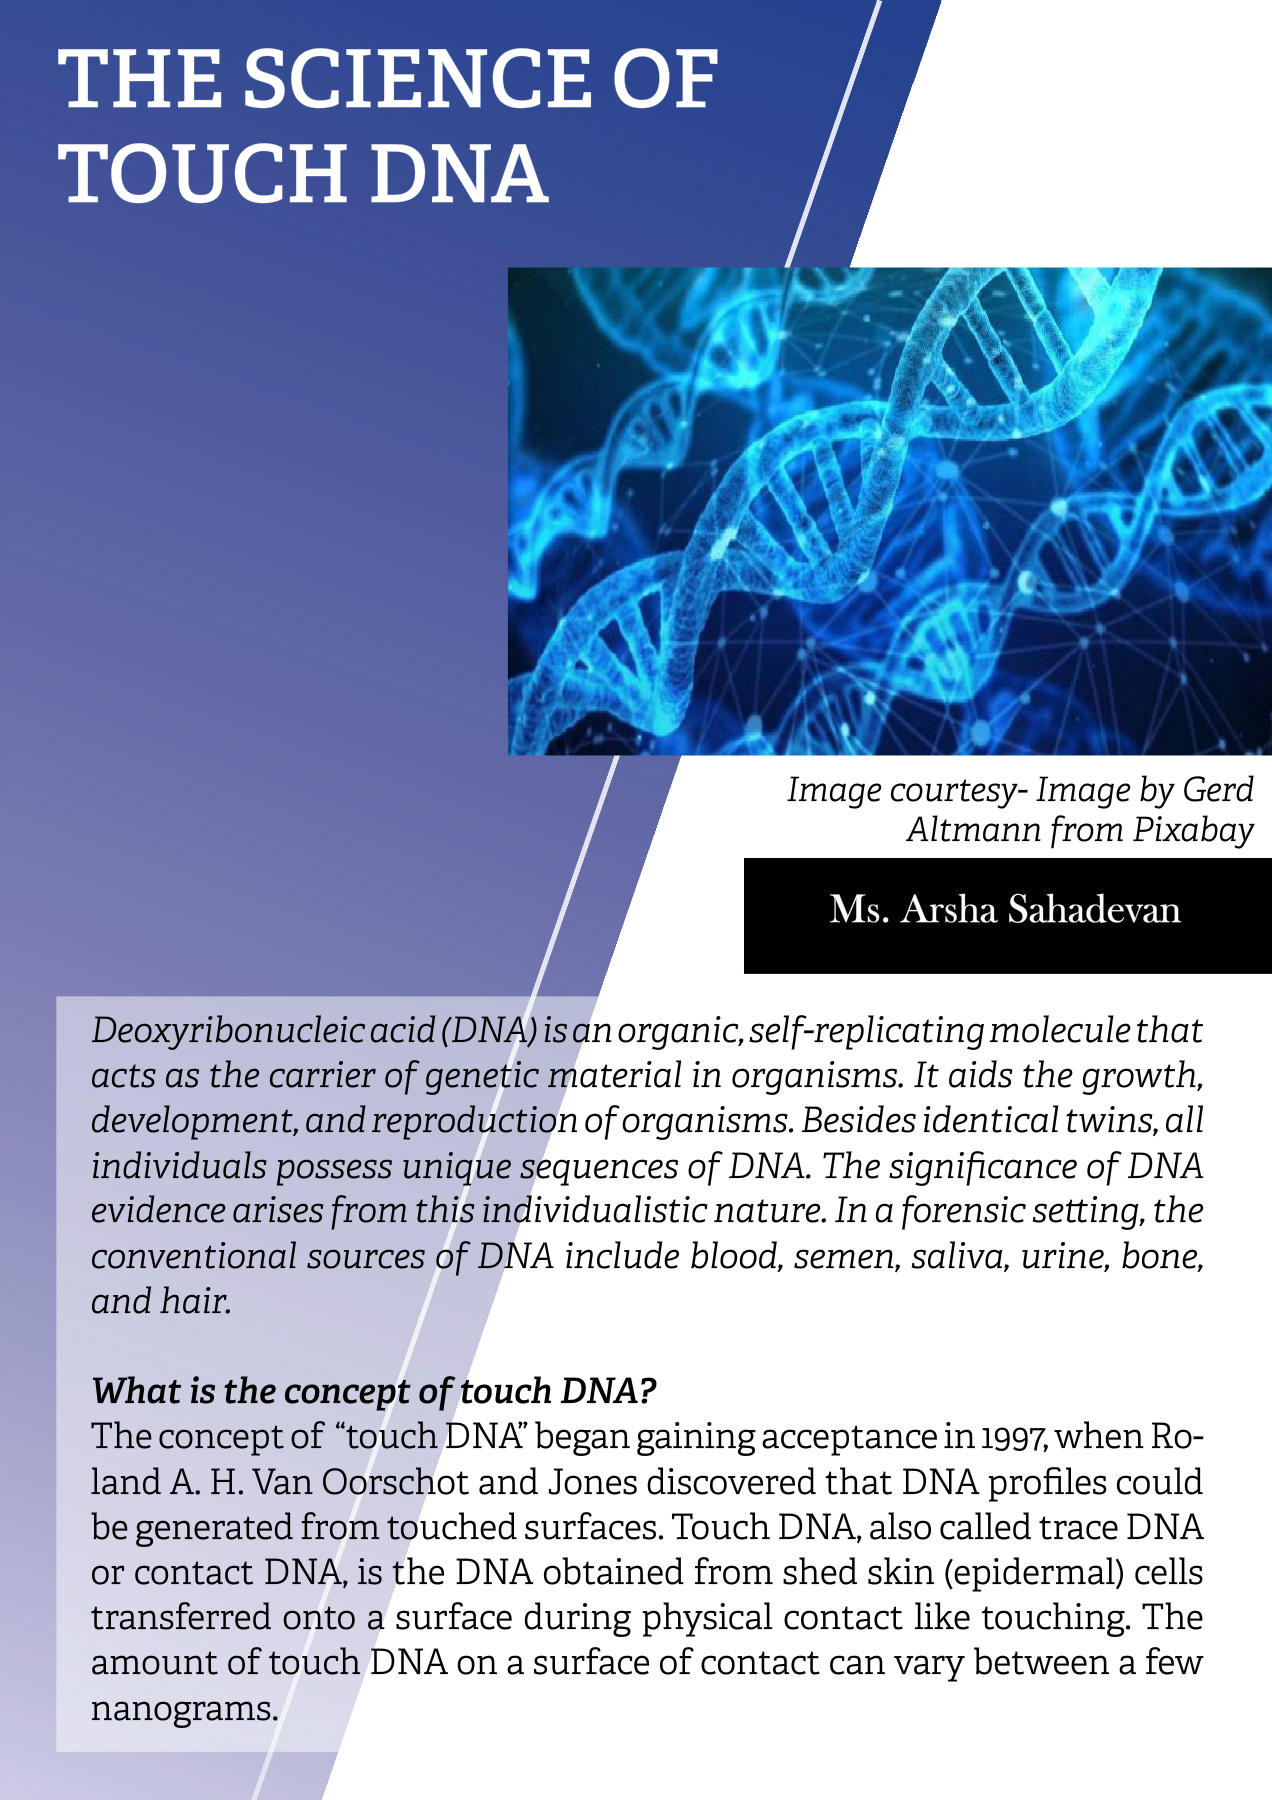 THE SCIENCE OF
TOUCH DNA
Image courtesy- Image by Gerd
Altmann from Pixabay
Ms. Arsha Sahadevan
Deoxyribonucleic acid (DNA) is an organic, self-replicating molecule that
acts as the carrier of genetic material in organisms. It aids the growth,
development, and reproduction of organisms. Besides identical twins, all
individuals possess unique sequences of DNA. The significance of DNA
evidence arises from this individualistic nature. In a forensic setting, the
conventional sources of DNA include blood, semen, saliva, urine, bone,
and hair.
What is the concept of touch DNA?
The concept of “touch DNA” began gaining acceptance in 1997, when Ro-
land A. H. Van Oorschot and Jones discovered that DNA profiles could
be generated from touched surfaces. Touch DNA, also called trace DNA
or contact DNA, is the DNA obtained from shed skin (epidermal) cells
transferred onto a surface during physical contact like touching. The
amount of touch DNA on a surface of contact can vary between a few
nanograms.